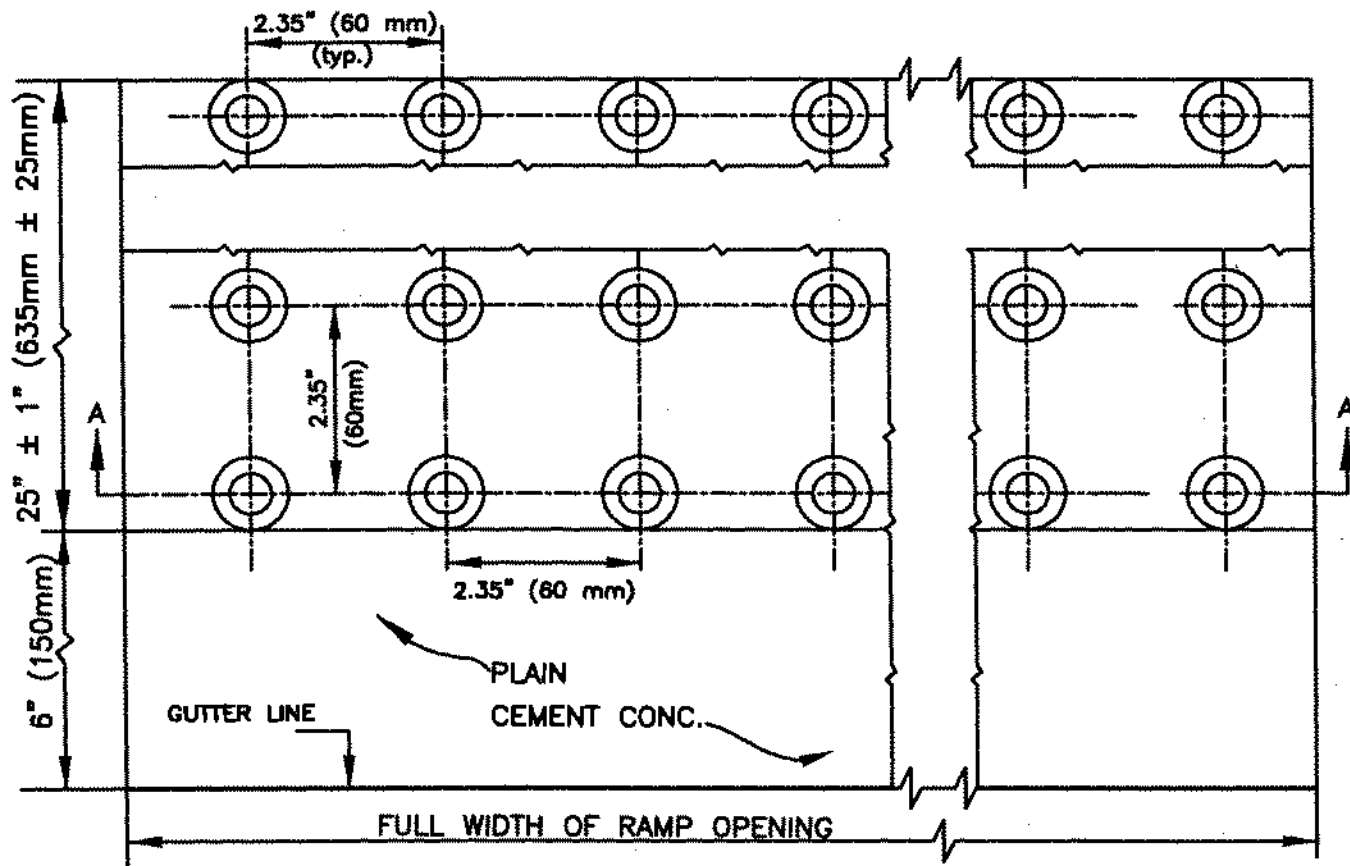 2.35" (60 mm)
(typ.)
25" ± 1" (635mm ± 25mm)
2.35"
(60mm)
A
A
2.35" (60 mm)
6" (150mm)
PLAIN
CEMENT CONC.
GUTTER LINE
FULL WIDTH OF RAMP OPENING